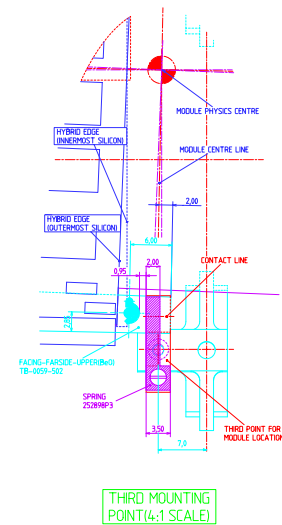 MODULE PHYSICS CENTRE
HYBRID EDGE
(INNERMOST SILICON)
MODULE CENTRE LINE
2,00
HYBRID EDGE
(OUTERMOST SILICON)
6,00
CONTACT LINE
2,00
0,95
FACING-FARSIDE-UPPER(BeO)
TB-0059-502
SPRING
252898P3
THIRD POINT FOR
MODULE LOCATION
3,50
7,0
THIRD MOUNTING
POINT(4:1 SCALE)